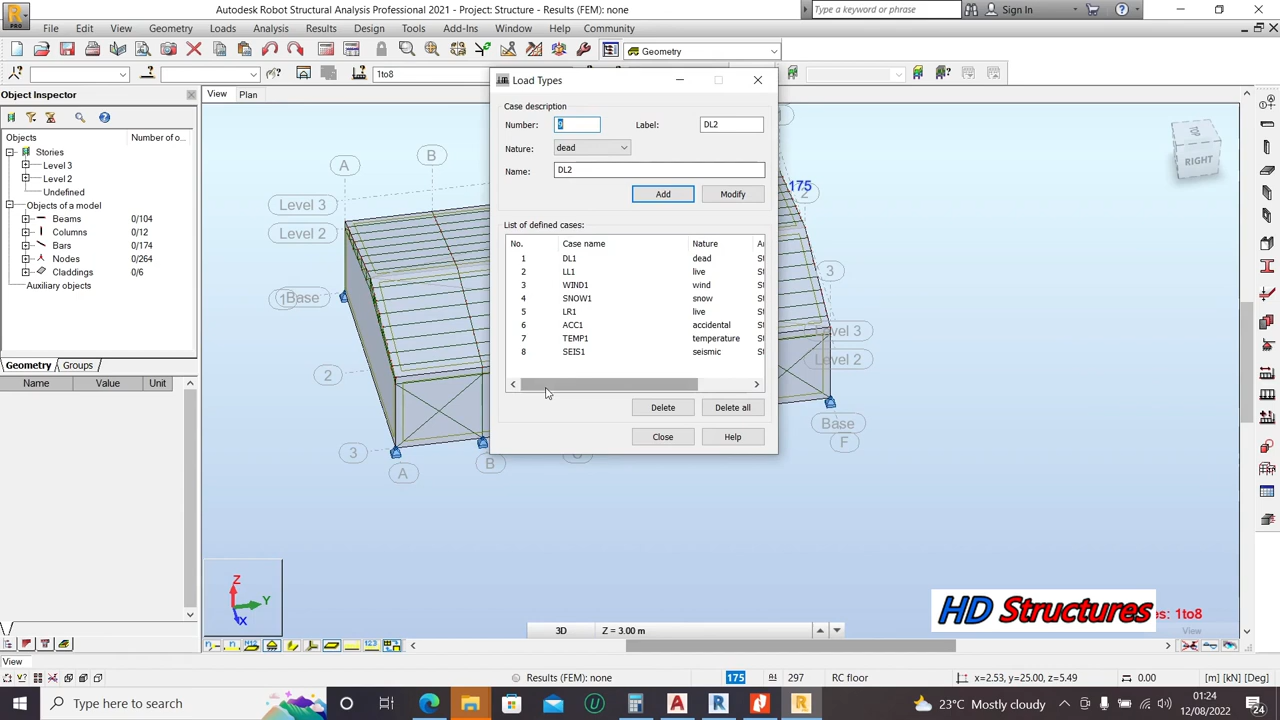 PRO
Autodesk Robot Structural Analysis Professional 2021 - Project: Structure - Results (FEM): none
Type a keyword or phrase
Sign In
File Edit View Geometry Loads Analysis Results Design Tools Add-Ins Window Help Community
Geometry
1to8
Object Inspector
View Plan
Objects Number of o...
Stories
Level 3
Level 2
Undefined
Objects of a model
Beams 0/104
Columns 0/12
Bars 0/174
Nodes 0/264
Claddings 0/6
Auxiliary objects
Geometry Groups
Name Value Unit
Load Types
Case description
Number: 9 Label: DL2
Nature: dead
Name: DL2
Add Modify
List of defined cases:
No. Case name Nature
1 DL1 dead
2 LL1 live
3 WIND1 wind
4 SNOW1 snow
5 LR1 live
6 ACC1 accidental
7 TEMP1 temperature
8 SEIS1 seismic
Delete Delete all
Close Help
A B
Level 3
Level 2
Base
2
3
A B
175
3
Level 3
Level 2
Base
F
RIGHT
Z
Y
X
HD Structures
es: 1to8
View
3D Z = 3.00 m
View
Results (FEM): none 175 297 RC floor x=2.53, y=25.00, z=5.49 0.00 [m] [kN] [Deg]
Type here to search
23°C Mostly cloudy
01:24
12/08/2022
24